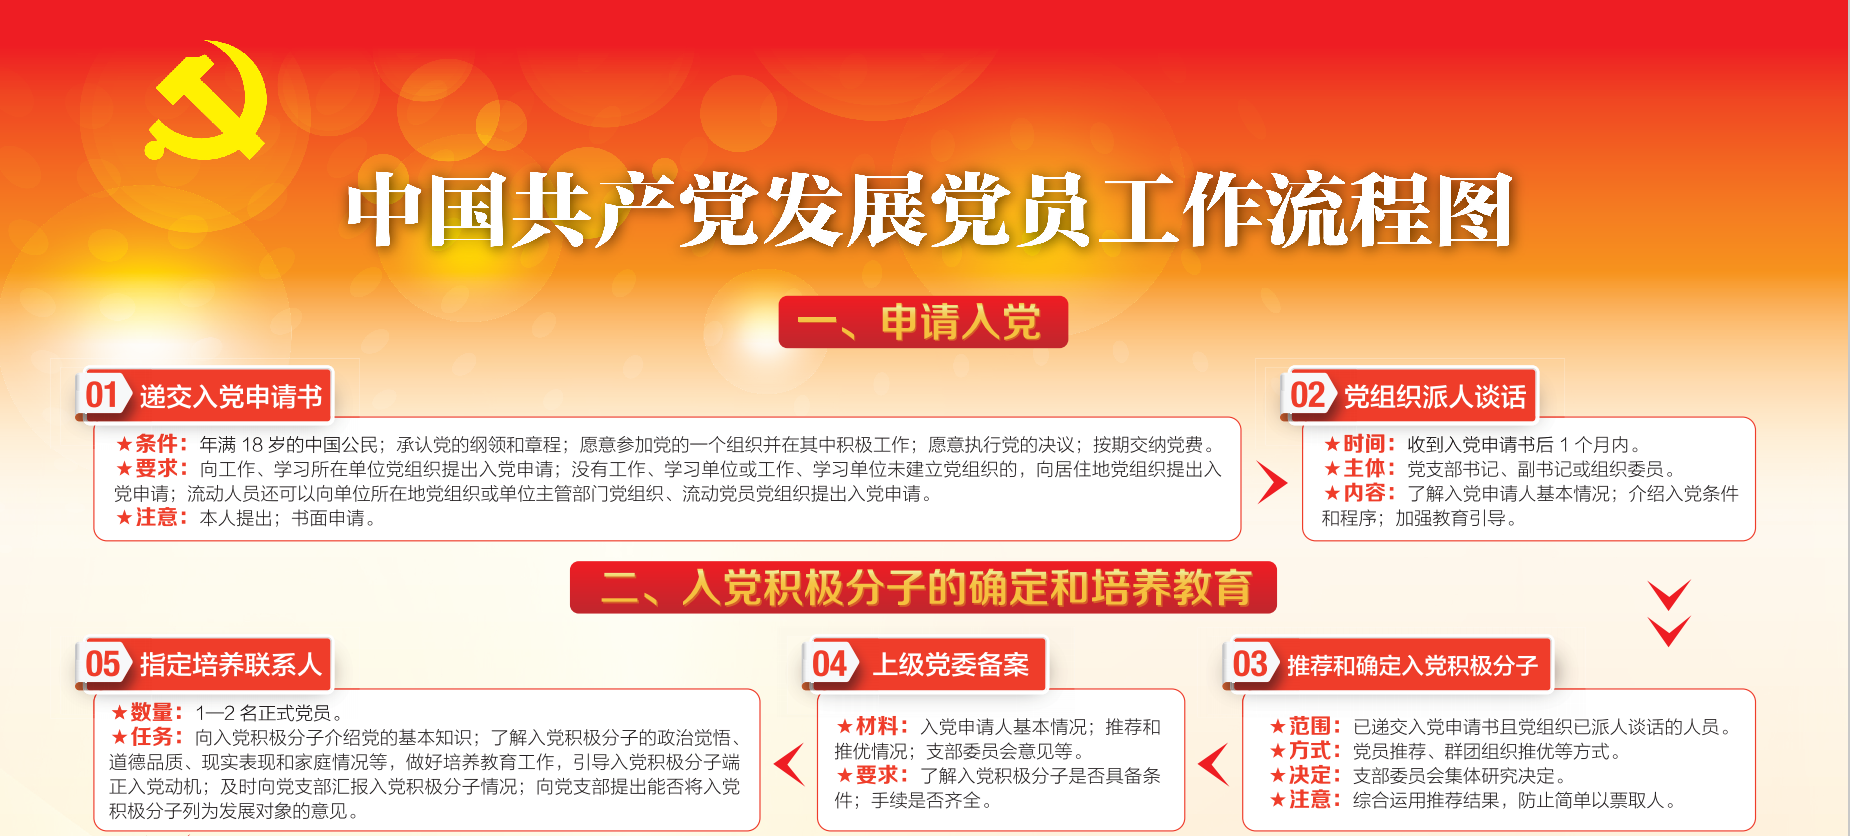 中国共产党发展党员工作流程图
一、申请入党
01 递交入党申请书
★条件：年满 18 岁的中国公民；承认党的纲领和章程；愿意参加党的一个组织并在其中积极工作；愿意执行党的决议；按期交纳党费。
★要求：向工作、学习所在单位党组织提出入党申请；没有工作、学习单位或工作、学习单位未建立党组织的，向居住地党组织提出入
党申请；流动人员还可以向单位所在地党组织或单位主管部门党组织、流动党员党组织提出入党申请。
★注意：本人提出；书面申请。
02 党组织派人谈话
★时间：收到入党申请书后 1 个月内。
★主体：党支部书记、副书记或组织委员。
★内容：了解入党申请人基本情况；介绍入党条件
和程序；加强教育引导。
二、入党积极分子的确定和培养教育
03 推荐和确定入党积极分子
★范围：已递交入党申请书且党组织已派人谈话的人员。
★方式：党员推荐、群团组织推优等方式。
★决定：支部委员会集体研究决定。
★注意：综合运用推荐结果，防止简单以票取人。
04 上级党委备案
★材料：入党申请人基本情况；推荐和
推优情况；支部委员会意见等。
★要求：了解入党积极分子是否具备条
件；手续是否齐全。
05 指定培养联系人
★数量：1—2 名正式党员。
★任务：向入党积极分子介绍党的基本知识；了解入党积极分子的政治觉悟、
道德品质、现实表现和家庭情况等，做好培养教育工作，引导入党积极分子端
正入党动机；及时向党支部汇报入党积极分子情况；向党支部提出能否将入党
积极分子列为发展对象的意见。